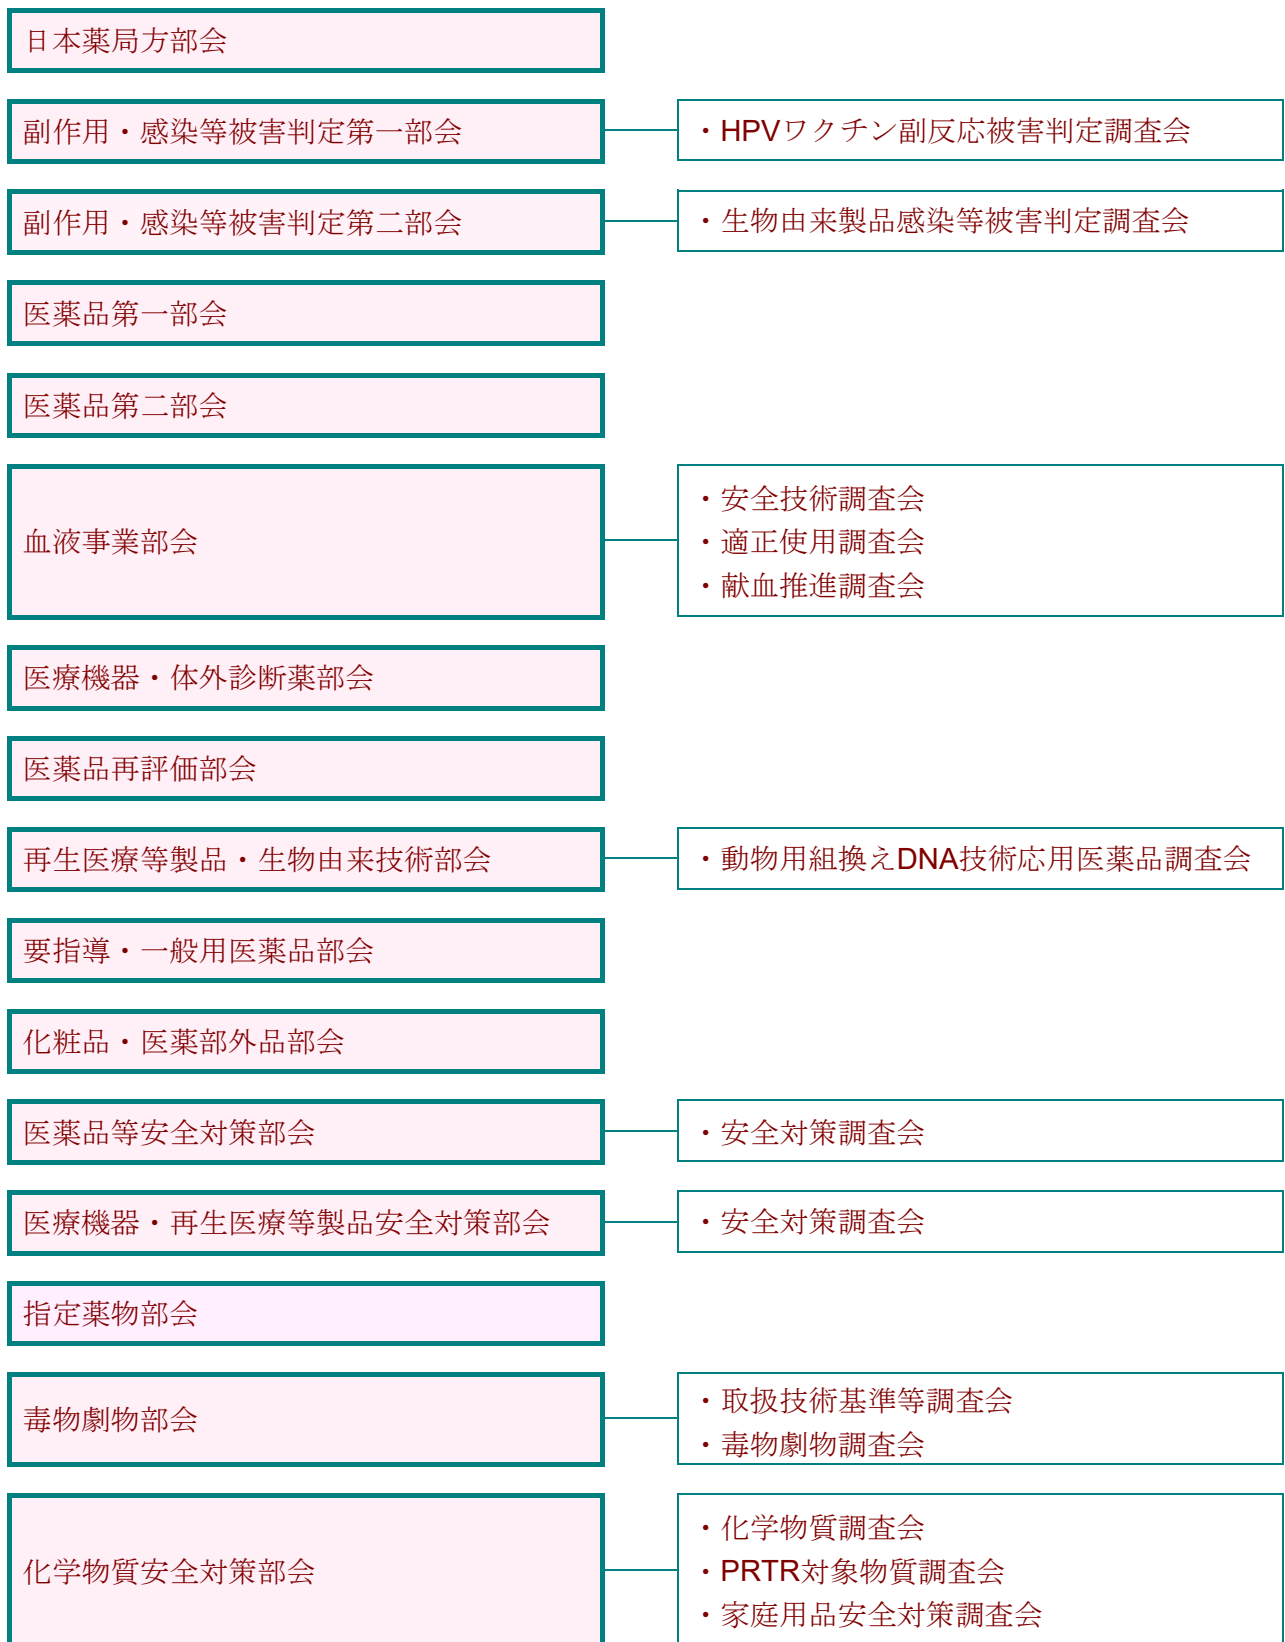 日本薬局方部会
副作用・感染等被害判定第一部会
・HPVワクチン副反応被害判定調査会
副作用・感染等被害判定第二部会
・生物由来製品感染等被害判定調査会
医薬品第一部会
医薬品第二部会
血液事業部会
・安全技術調査会
・適正使用調査会
・献血推進調査会
医療機器・体外診断薬部会
医薬品再評価部会
再生医療等製品・生物由来技術部会
・動物用組換えDNA技術応用医薬品調査会
要指導・一般用医薬品部会
化粧品・医薬部外品部会
医薬品等安全対策部会
・安全対策調査会
医療機器・再生医療等製品安全対策部会
・安全対策調査会
指定薬物部会
毒物劇物部会
・取扱技術基準等調査会
・毒物劇物調査会
化学物質安全対策部会
・化学物質調査会
・PRTR対象物質調査会
・家庭用品安全対策調査会